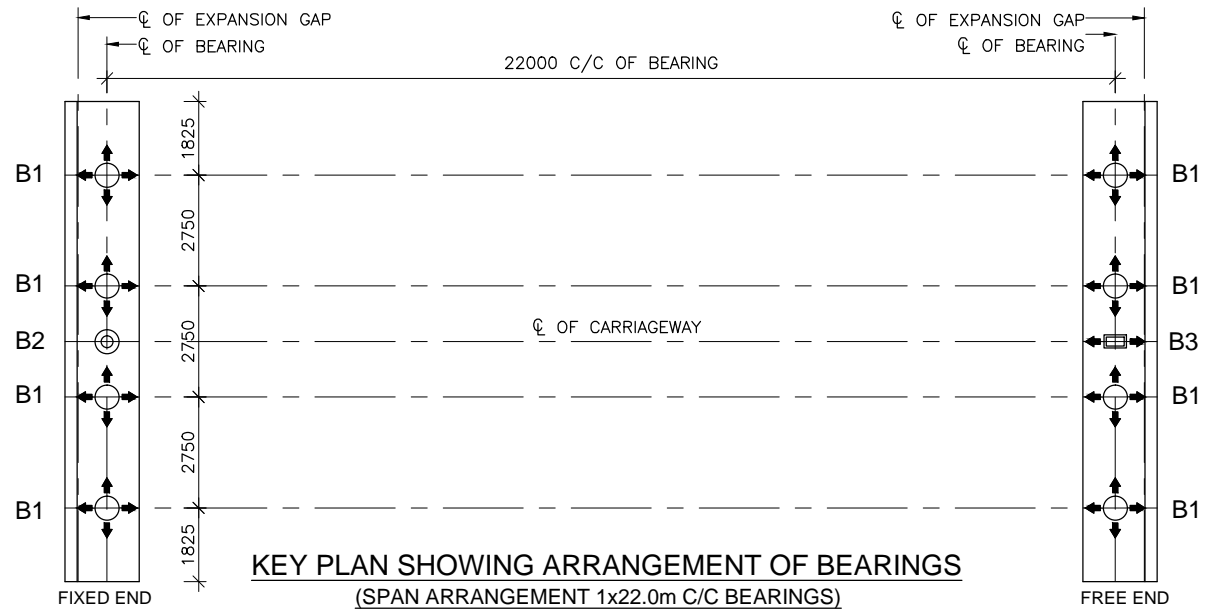 ℄ OF EXPANSION GAP
℄ OF EXPANSION GAP
℄ OF BEARING
℄ OF BEARING
22000 C/C OF BEARING
1825
B1
B1
2750
B1
B1
B2
2750
℄ OF CARRIAGEWAY
B3
B1
B1
2750
B1
B1
1825
KEY PLAN SHOWING ARRANGEMENT OF BEARINGS
(SPAN ARRANGEMENT 1x22.0m C/C BEARINGS)
FIXED END
FREE END